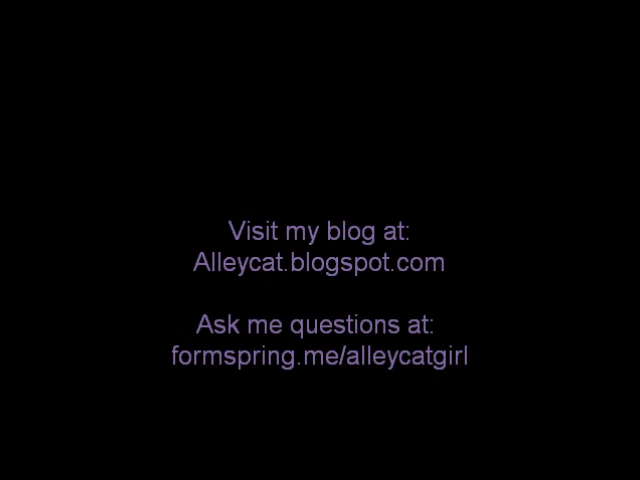 Visit my blog at:
Alleycat.blogspot.com
Ask me questions at:
formspring.me/alleycatgirl